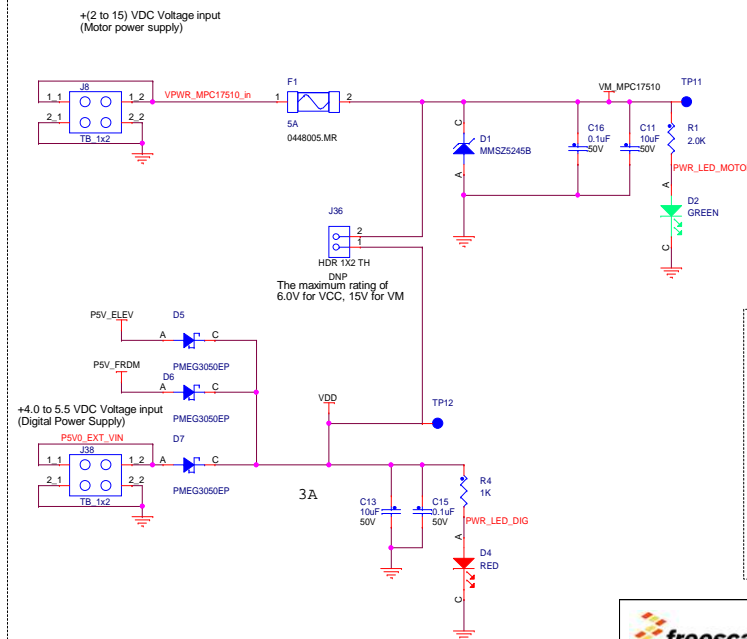 +(2 to 15) VDC Voltage input
(Motor power supply)
J8
1_1
1_2
2_1
2_2
TB_1x2
VPWR_MPC17510_in
F1
1
2
5A
0448005.MR
VM_MPC17510
TP11
C
D1
MMSZ5245B
A
C16
0.1uF
50V
C11
10uF
50V
R1
2.0K
PWR_LED_MOTO
A
D2
GREEN
C
J36
2
1
HDR 1X2 TH
DNP
The maximum rating of
6.0V for VCC, 15V for VM
P5V_ELEV
D5
A
C
PMEG3050EP
P5V_FRDM
D6
A
C
PMEG3050EP
+4.0 to 5.5 VDC Voltage input
(Digital Power Supply)
P5V0_EXT_VIN
J38
1_1
1_2
2_1
2_2
TB_1x2
D7
A
C
PMEG3050EP
VDD
TP12
3A
C13
10uF
50V
C15
0.1uF
50V
R4
1K
PWR_LED_DIG
A
D4
RED
C
freesca